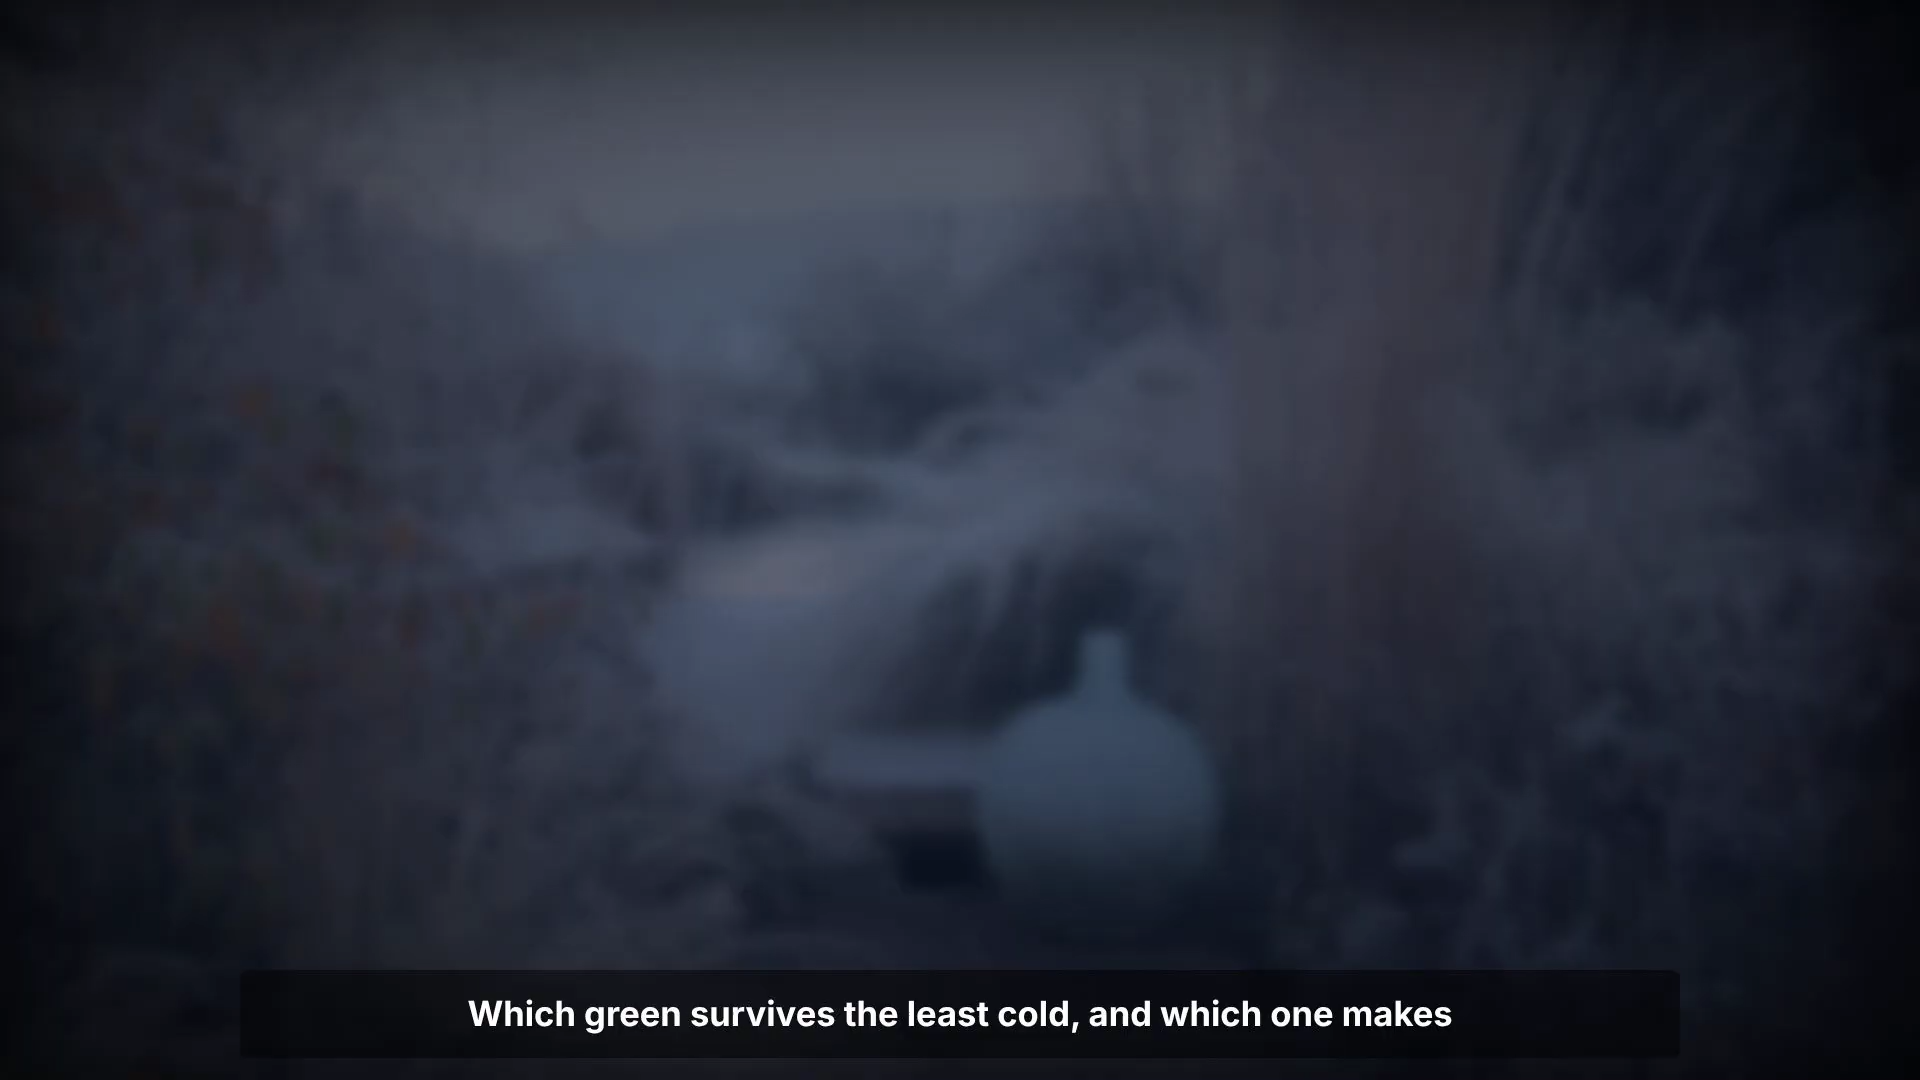 Which green survives the least cold, and which one makes